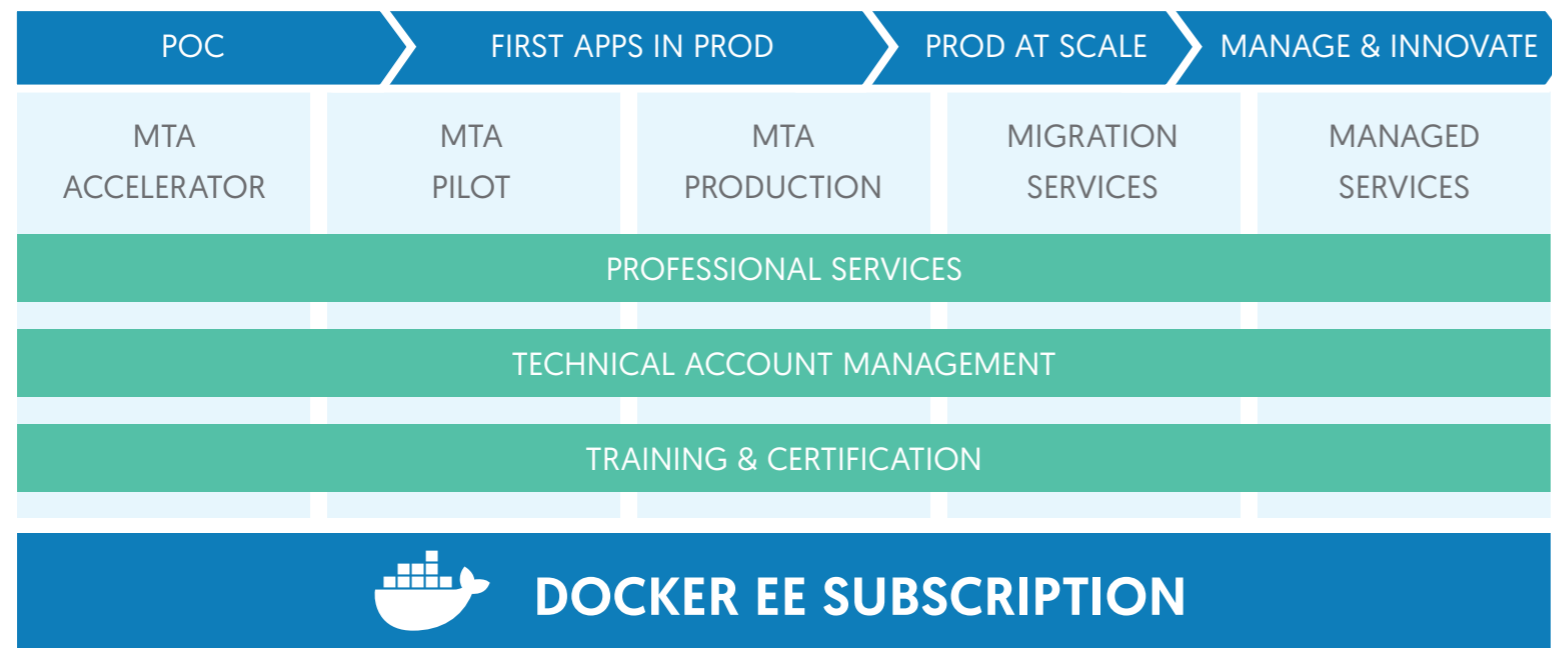 POC
FIRST APPS IN PROD
PROD AT SCALE
MANAGE & INNOVATE
MTA
ACCELERATOR
MTA
PILOT
MTA
PRODUCTION
MIGRATION
SERVICES
MANAGED
SERVICES
PROFESSIONAL SERVICES
TECHNICAL ACCOUNT MANAGEMENT
TRAINING & CERTIFICATION
DOCKER EE SUBSCRIPTION